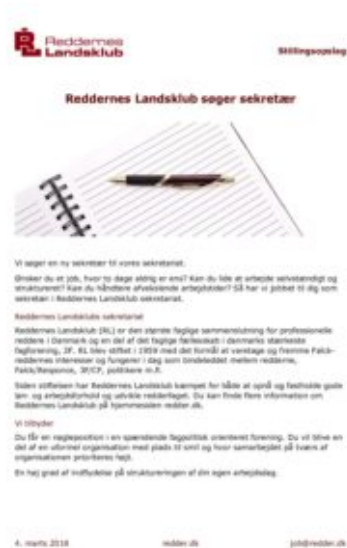 Reddernes
Landsklub
Stillingsopslag
Reddernes Landsklub søger sekretær
Vi søger en ny sekretær til vores sekretariat.
Ønsker du et job, hvor to dage aldrig er ens? Kan du lide at arbejde selvstændigt og
struktureret? Kan du håndtere afvekslende arbejdstider? Så har vi jobbet til dig som
sekretær i Reddernes Landsklub sekretariat.
Reddernes Landsklubs sekretariat
Reddernes Landsklub (RL) er den største faglige sammenslutning for professionelle
reddere i Danmark og en del af det faglige fællesskab i danmarks stærkeste
fagforening, 3F. RL blev stiftet i 1959 med det formål at varetage og fremme Falck-
reddernes interesser og fungerer i dag som bindeleddet mellem redderne,
Falck/Responce, 3F/CP, politikere m.fl.
Siden stiftelsen har Reddernes Landsklub kæmpet for både at opnå og fastholde gode
løn- og arbejdsforhold og udvikle redderfaget. Du kan finde flere information om
Reddernes Landsklub på hjemmesiden redder.dk.
Vi tilbyder
Du får en nøgleposition i en spændende fagpolitisk orienteret forening. Du vil blive en
del af en uformel organisation med plads til smil og hvor samarbejdet på tværs af
organisationen prioriteres højt.
En høj grad af indflydelse på struktureringen af din egen arbejdsdag.
4. marts 2018
redder.dk
job@redder.dk